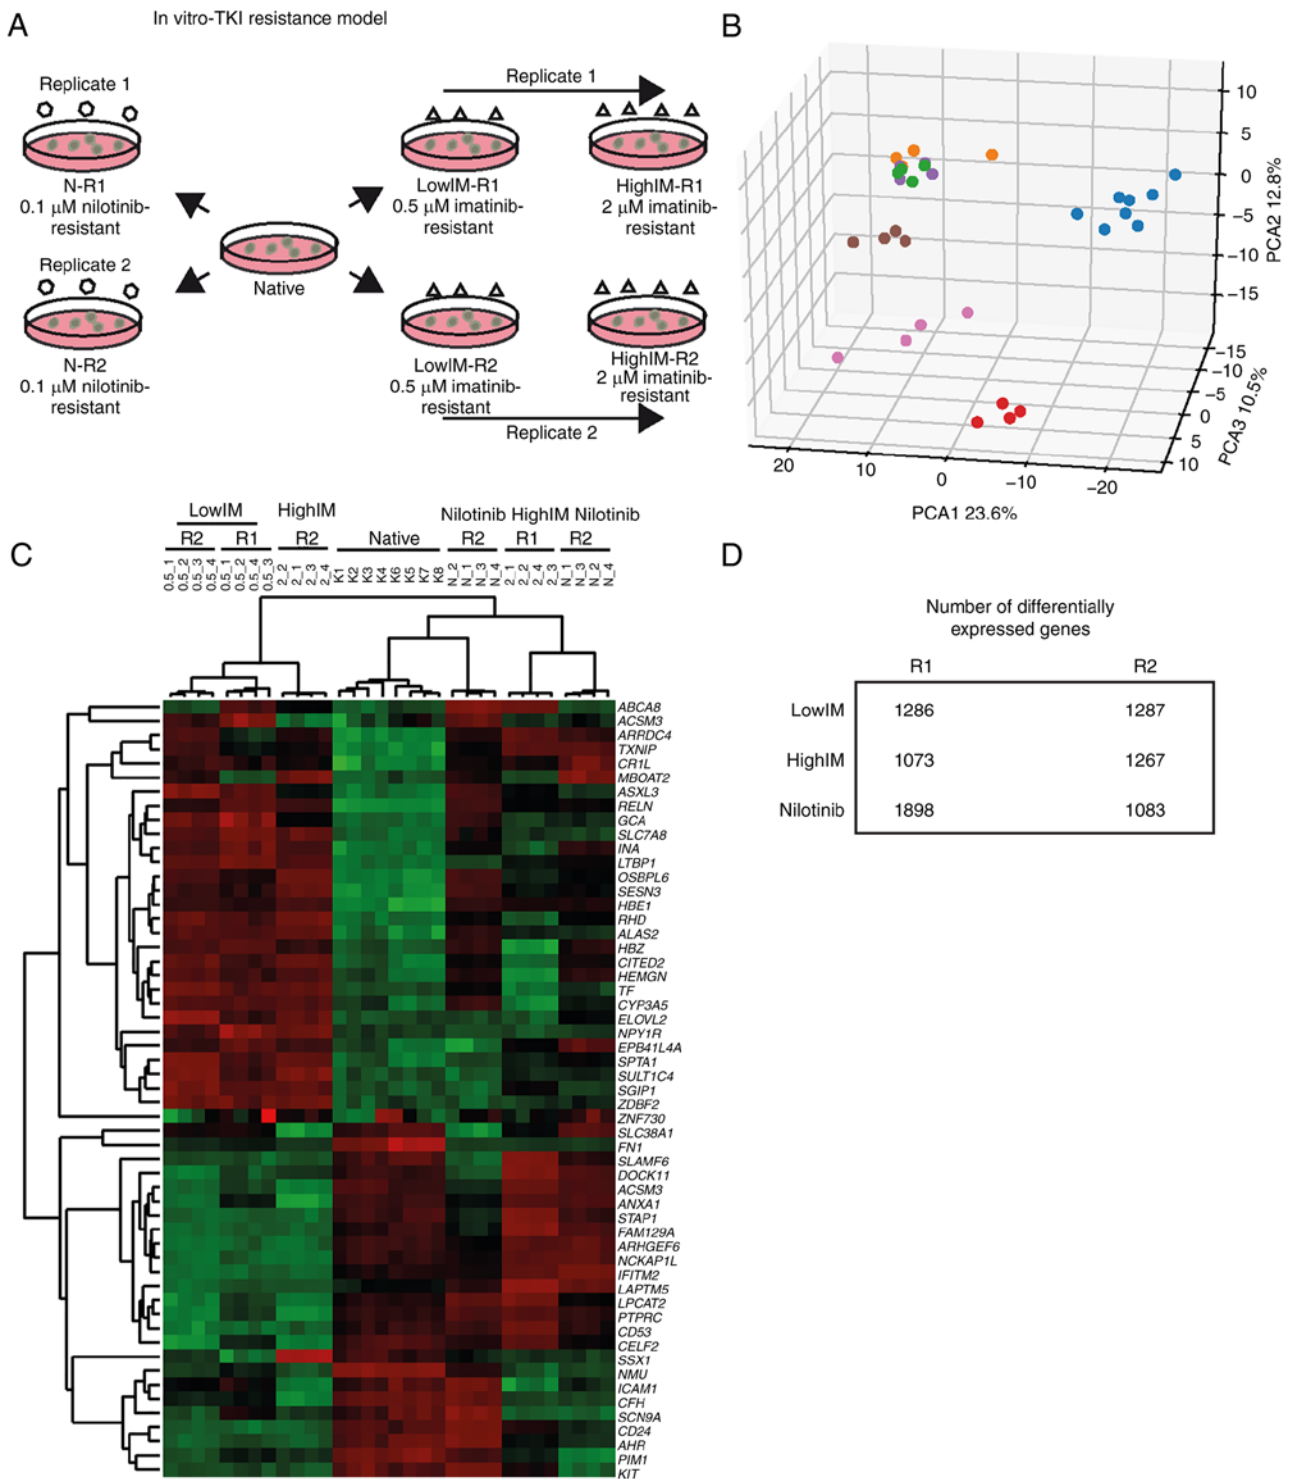 A
In vitro-TKI resistance model
Replicate 1
N-R1
0.1 µM nilotinib-
resistant
Replicate 2
N-R2
0.1 µM nilotinib-
resistant
Native
Replicate 1
LowIM-R1
0.5 µM imatinib-
resistant
HighIM-R1
2 µM imatinib-
resistant
LowIM-R2
0.5 µM imatinib-
resistant
HighIM-R2
2 µM imatinib-
resistant
Replicate 2
B
10
5
0
−5
−10
−15
PCA2 12.8%
−15
−10
−5
0
5
10
PCA3 10.5%
20
10
0
−10
−20
PCA1 23.6%
C
LowIM
HighIM
Nilotinib HighIM Nilotinib
R2
R1
R2
Native
R2
R1
R2
0.5_1
0.5_2
0.5_3
0.5_4
0.5_1
0.5_2
0.5_4
0.5_3
2_2
2_1
2_3
2_4
K1
K2
K3
K4
K6
K5
K7
K8
N_2
N_1
N_3
N_4
2_1
2_2
2_4
2_3
N_1
N_3
N_2
N_4
ABCA8
ACSM3
ARRDC4
TXNIP
CR1L
MBOAT2
ASXL3
RELN
GCA
SLC7A8
INA
LTBP1
OSBPL6
SESN3
HBE1
RHD
ALAS2
HBZ
CITED2
HEMGN
TF
CYP3A5
ELOVL2
NPY1R
EPB41L4A
SPTA1
SULT1C4
SGIP1
ZDBF2
ZNF730
SLC38A1
FN1
SLAMF6
DOCK11
ACSM3
ANXA1
STAP1
FAM129A
ARHGEF6
NCKAP1L
IFITM2
LAPTM5
LPCAT2
PTPRC
CD53
CELF2
SSX1
NMU
ICAM1
CFH
SCN9A
CD24
AHR
PIM1
KIT
D
Number of differentially
expressed genes
R1 R2
LowIM 1286 1287
HighIM 1073 1267
Nilotinib 1898 1083